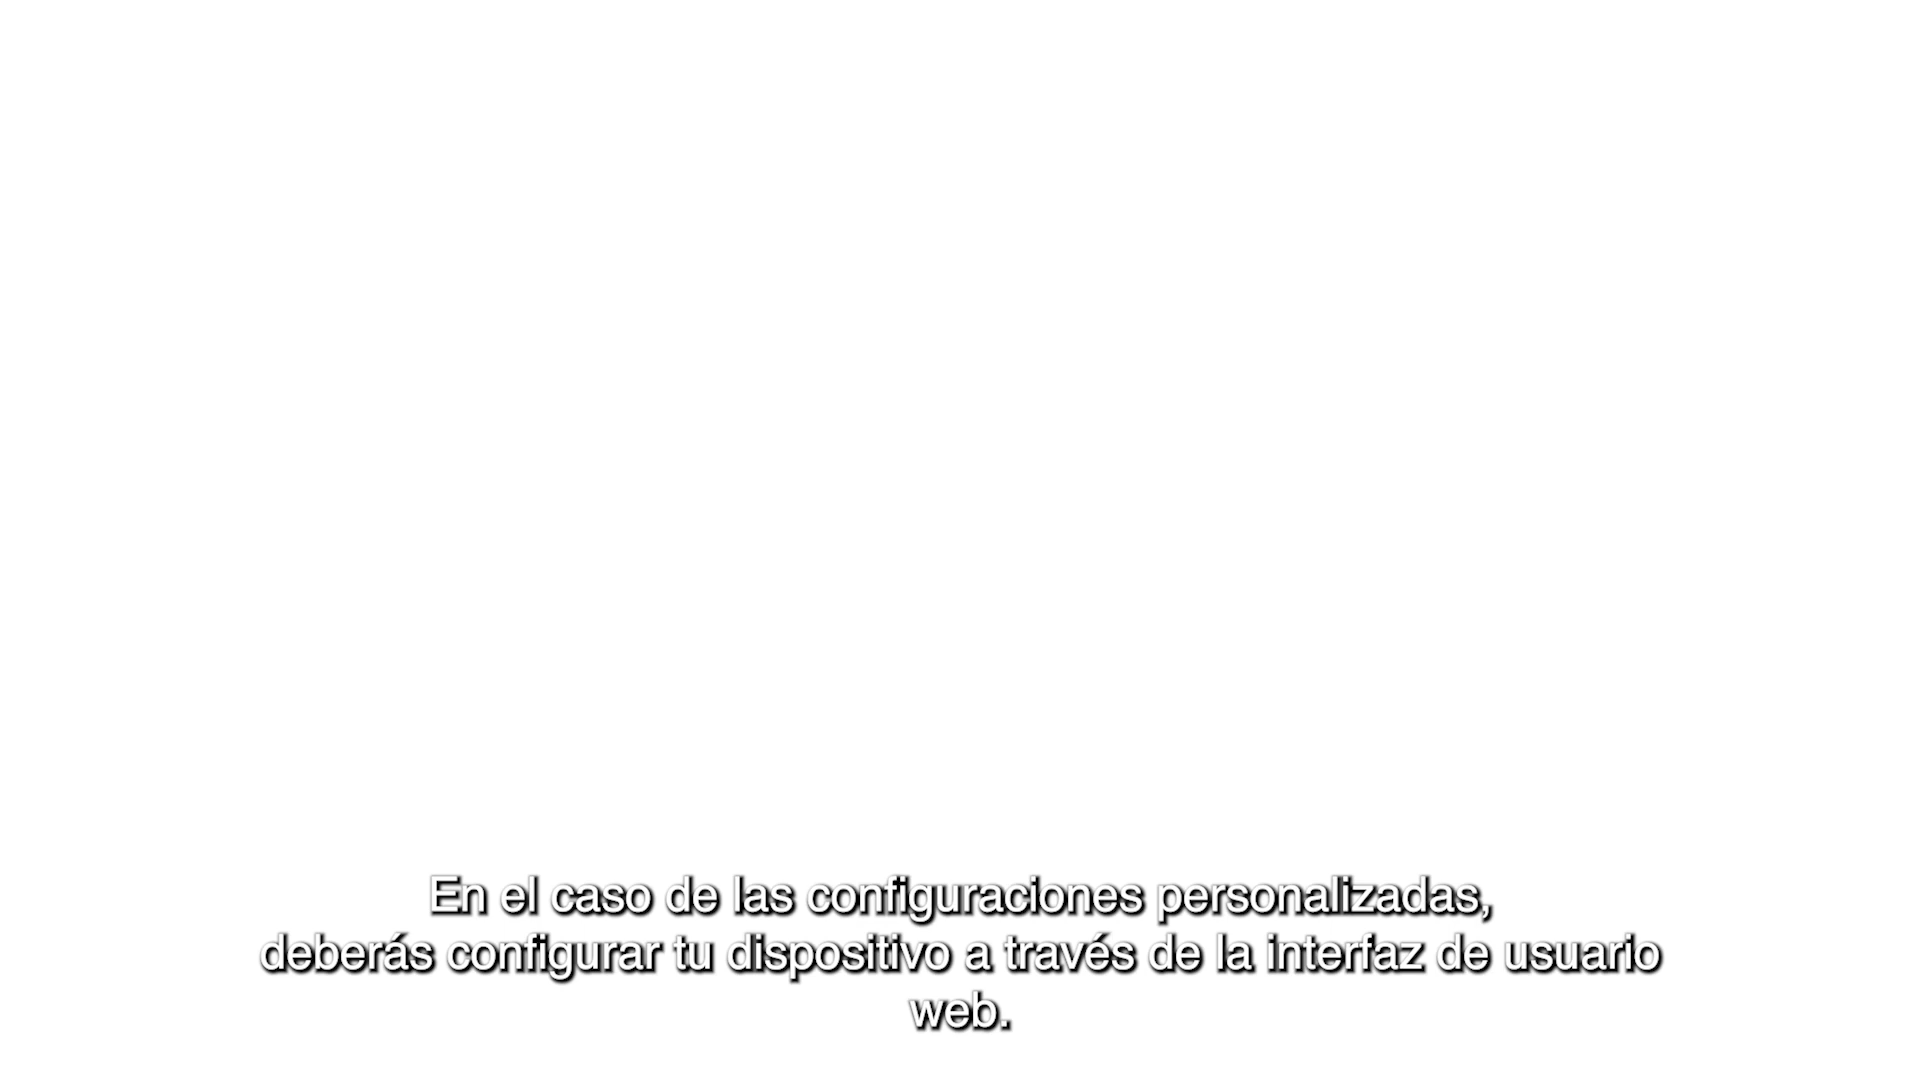 En el caso de las configuraciones personalizadas,
deberás configurar tu dispositivo a través de la interfaz de usuario
web.